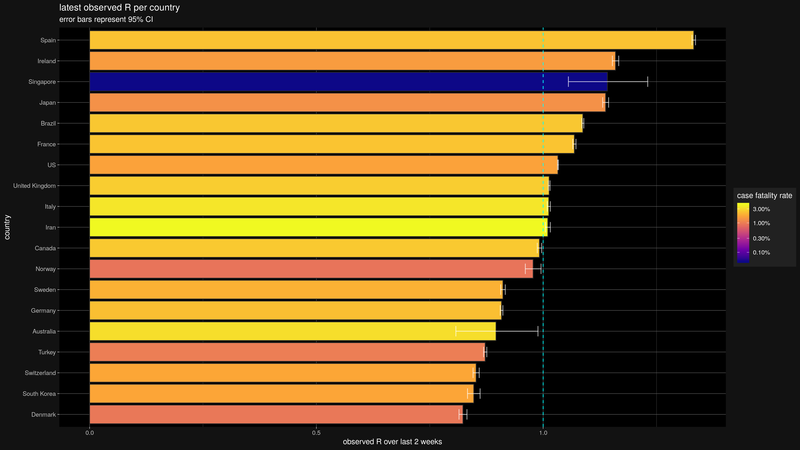 latest observed R per country
error bars represent 95% CI
country
Spain
Ireland
Singapore
Japan
Brazil
France
US
United Kingdom
Italy
Iran
Canada
Norway
Sweden
Germany
Australia
Turkey
Switzerland
South Korea
Denmark
0.0
0.5
1.0
observed R over last 2 weeks
case fatality rate
3.00%
1.00%
0.30%
0.10%